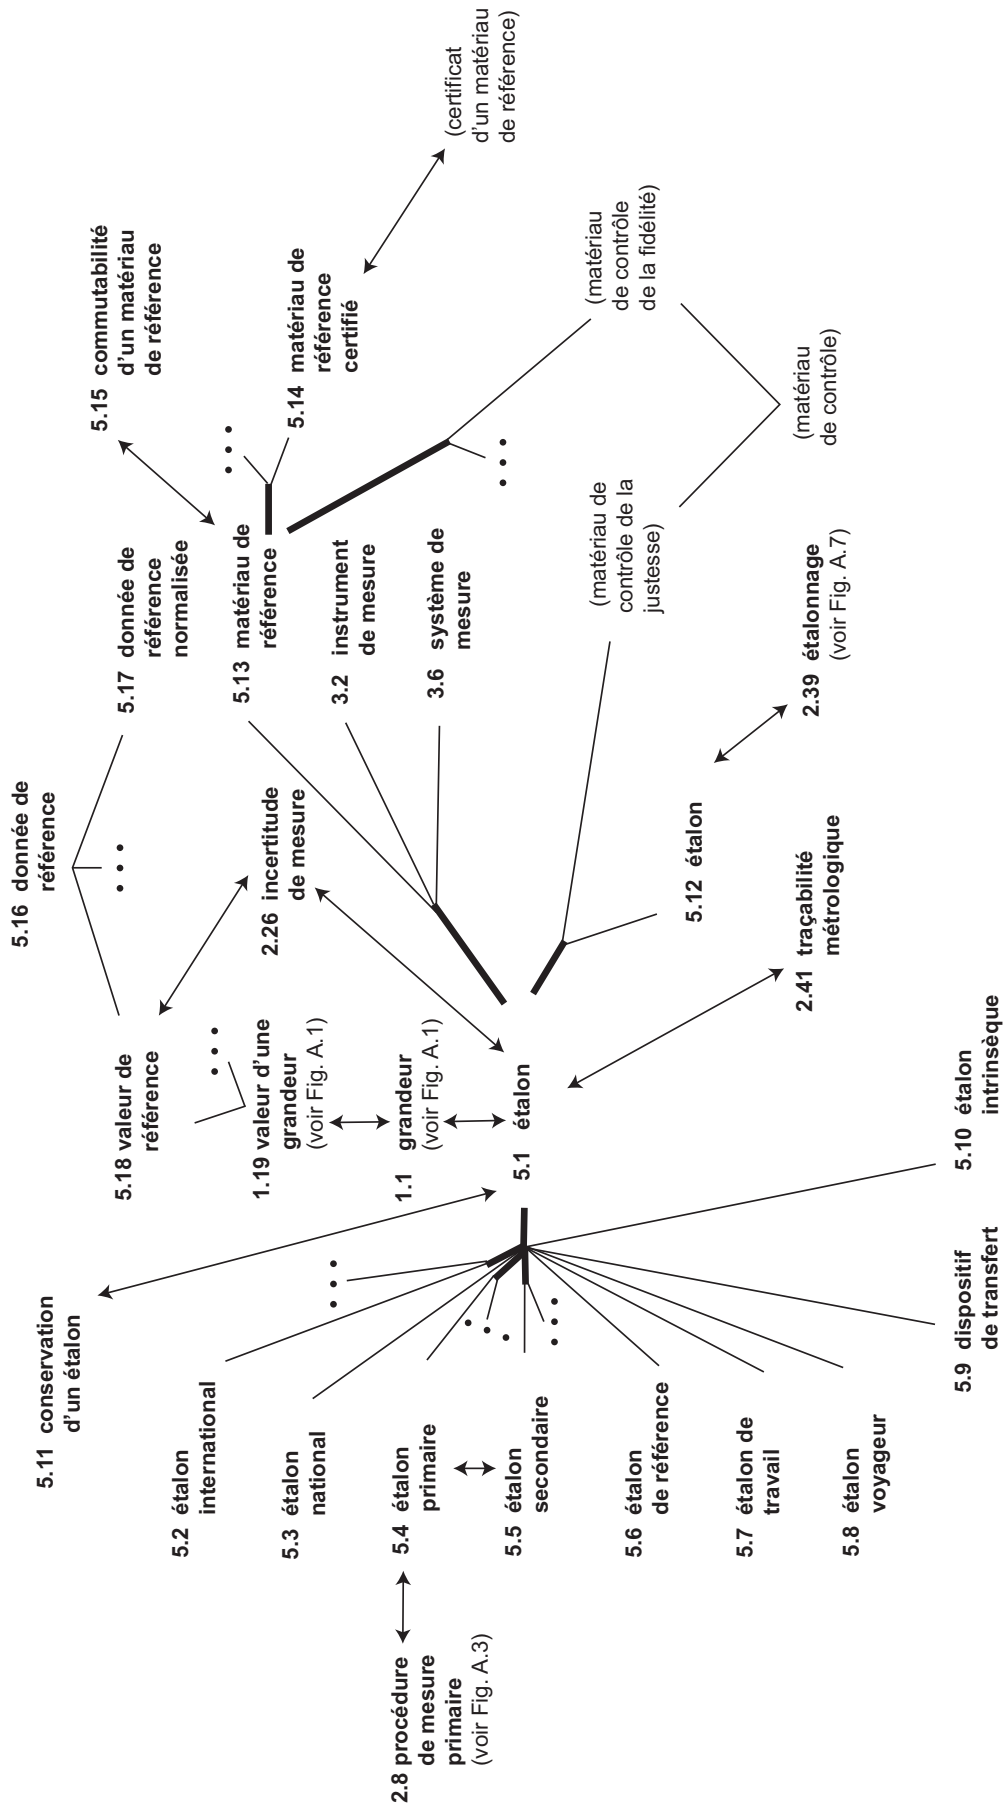 5.16 donnée de
référence
5.11 conservation
d'un étalon
5.18 valeur de
référence
5.17 donnée de
référence
normalisée
5.15 commutabilité
d'un matériau
de référence
5.2 étalon
international
1.19 valeur d'une
grandeur
(voir Fig. A.1)
2.26 incertitude
de mesure
5.13 matériau de
référence
5.14 matériau de
référence
certifié
5.3 étalon
national
3.2 instrument
de mesure
(certificat
d'un matériau
de référence)
2.8 procédure
de mesure
primaire
(voir Fig. A.3)
5.4 étalon
primaire
1.1 grandeur
(voir Fig. A.1)
3.6 système de
mesure
5.5 étalon
secondaire
5.1 étalon
(matériau de
contrôle de la
justesse)
(matériau
de contrôle
de la fidélité)
5.6 étalon
de référence
5.12 étalon
5.7 étalon de
travail
2.41 traçabilité
métrologique
2.39 étalonnage
(voir Fig. A.7)
(matériau
de contrôle)
5.8 étalon
voyageur
5.9 dispositif
de transfert
5.10 étalon
intrinsèque